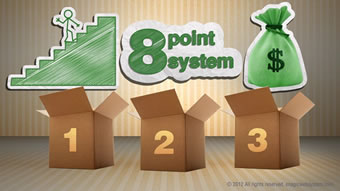 8 point
system
$
1 2 3
© 2012 All rights reserved.